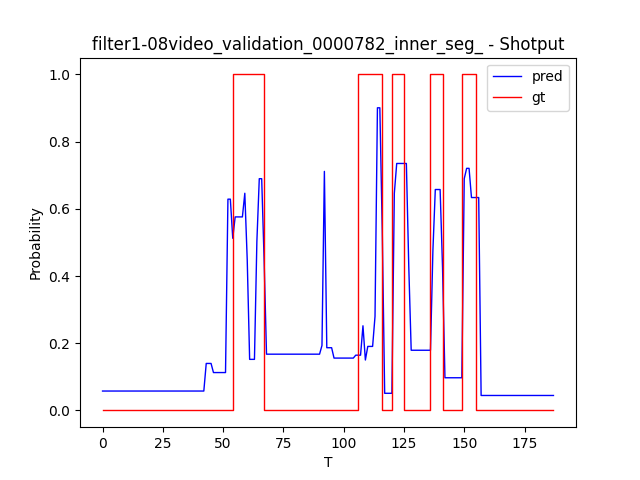 filter1-08video_validation_0000782_inner_seg_ - Shotput
1.0
0.8
0.6
0.4
0.2
0.0
Probability
0 25 50 75 100 125 150 175
T
pred
gt